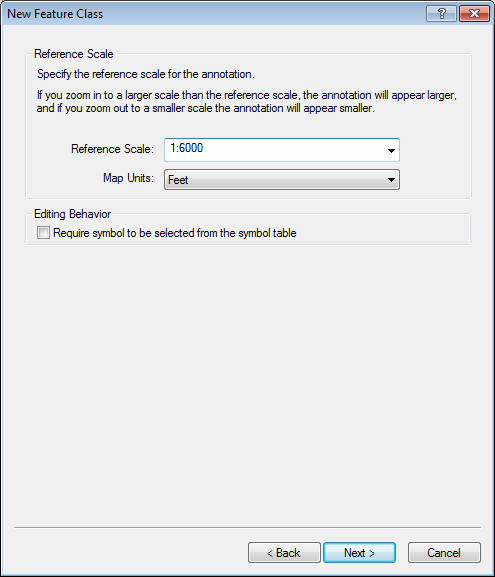 New Feature Class
Reference Scale
Specify the reference scale for the annotation.
If you zoom in to a larger scale than the reference scale, the annotation will appear larger,
and if you zoom out to a smaller scale the annotation will appear smaller.
Reference Scale: 1:6000
Map Units: Feet
Editing Behavior
Require symbol to be selected from the symbol table
< Back Next > Cancel